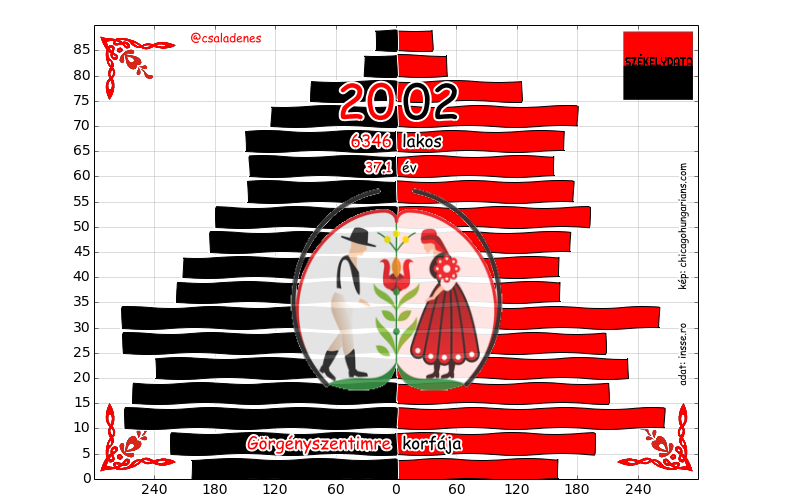 @csaladenes
SZÉKELYDATA
2002
6346 lakos
37.1 év
kép: chicagohungarians.com
adat: insse.ro
Görgényszentimre korfája
85
80
75
70
65
60
55
50
45
40
35
30
25
20
15
10
5
0
240 180 120 60 0 60 120 180 240